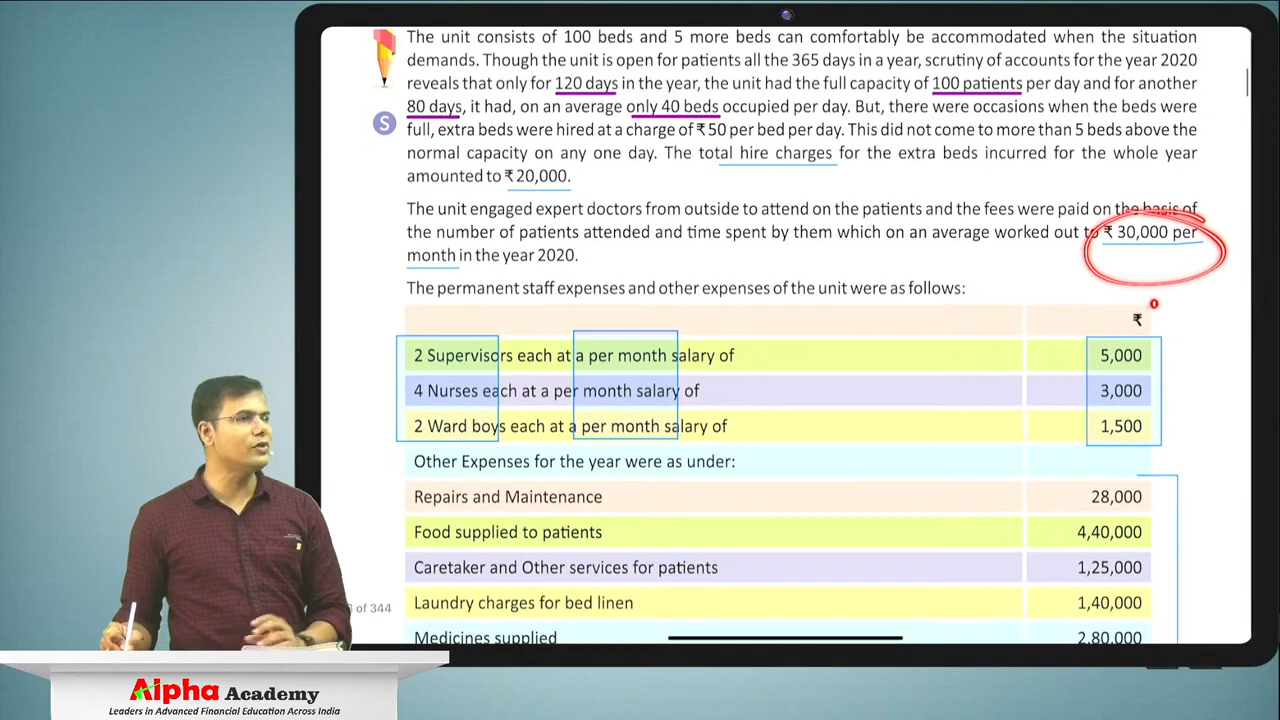 The unit consists of 100 beds and 5 more beds can comfortably be accommodated when the situation
demands. Though the unit is open for patients all the 365 days in a year, scrutiny of accounts for the year 2020
reveals that only for 120 days in the year, the unit had the full capacity of 100 patients per day and for another
80 days, it had, on an average only 40 beds occupied per day. But, there were occasions when the beds were
S
full, extra beds were hired at a charge of ₹ 50 per bed per day. This did not come to more than 5 beds above the
normal capacity on any one day. The total hire charges for the extra beds incurred for the whole year
amounted to ₹ 20,000.
The unit engaged expert doctors from outside to attend on the patients and the fees were paid on the basis of
the number of patients attended and time spent by them which on an average worked out to ₹ 30,000 per
month in the year 2020.
The permanent staff expenses and other expenses of the unit were as follows:
₹
2 Supervisors each at a per month salary of 5,000
4 Nurses each at a per month salary of 3,000
2 Ward boys each at a per month salary of 1,500
Other Expenses for the year were as under:
Repairs and Maintenance 28,000
Food supplied to patients 4,40,000
Caretaker and Other services for patients 1,25,000
of 344
Laundry charges for bed linen 1,40,000
Medicines supplied 2,80,000
Alpha Academy
Leaders in Advanced Financial Education Across India